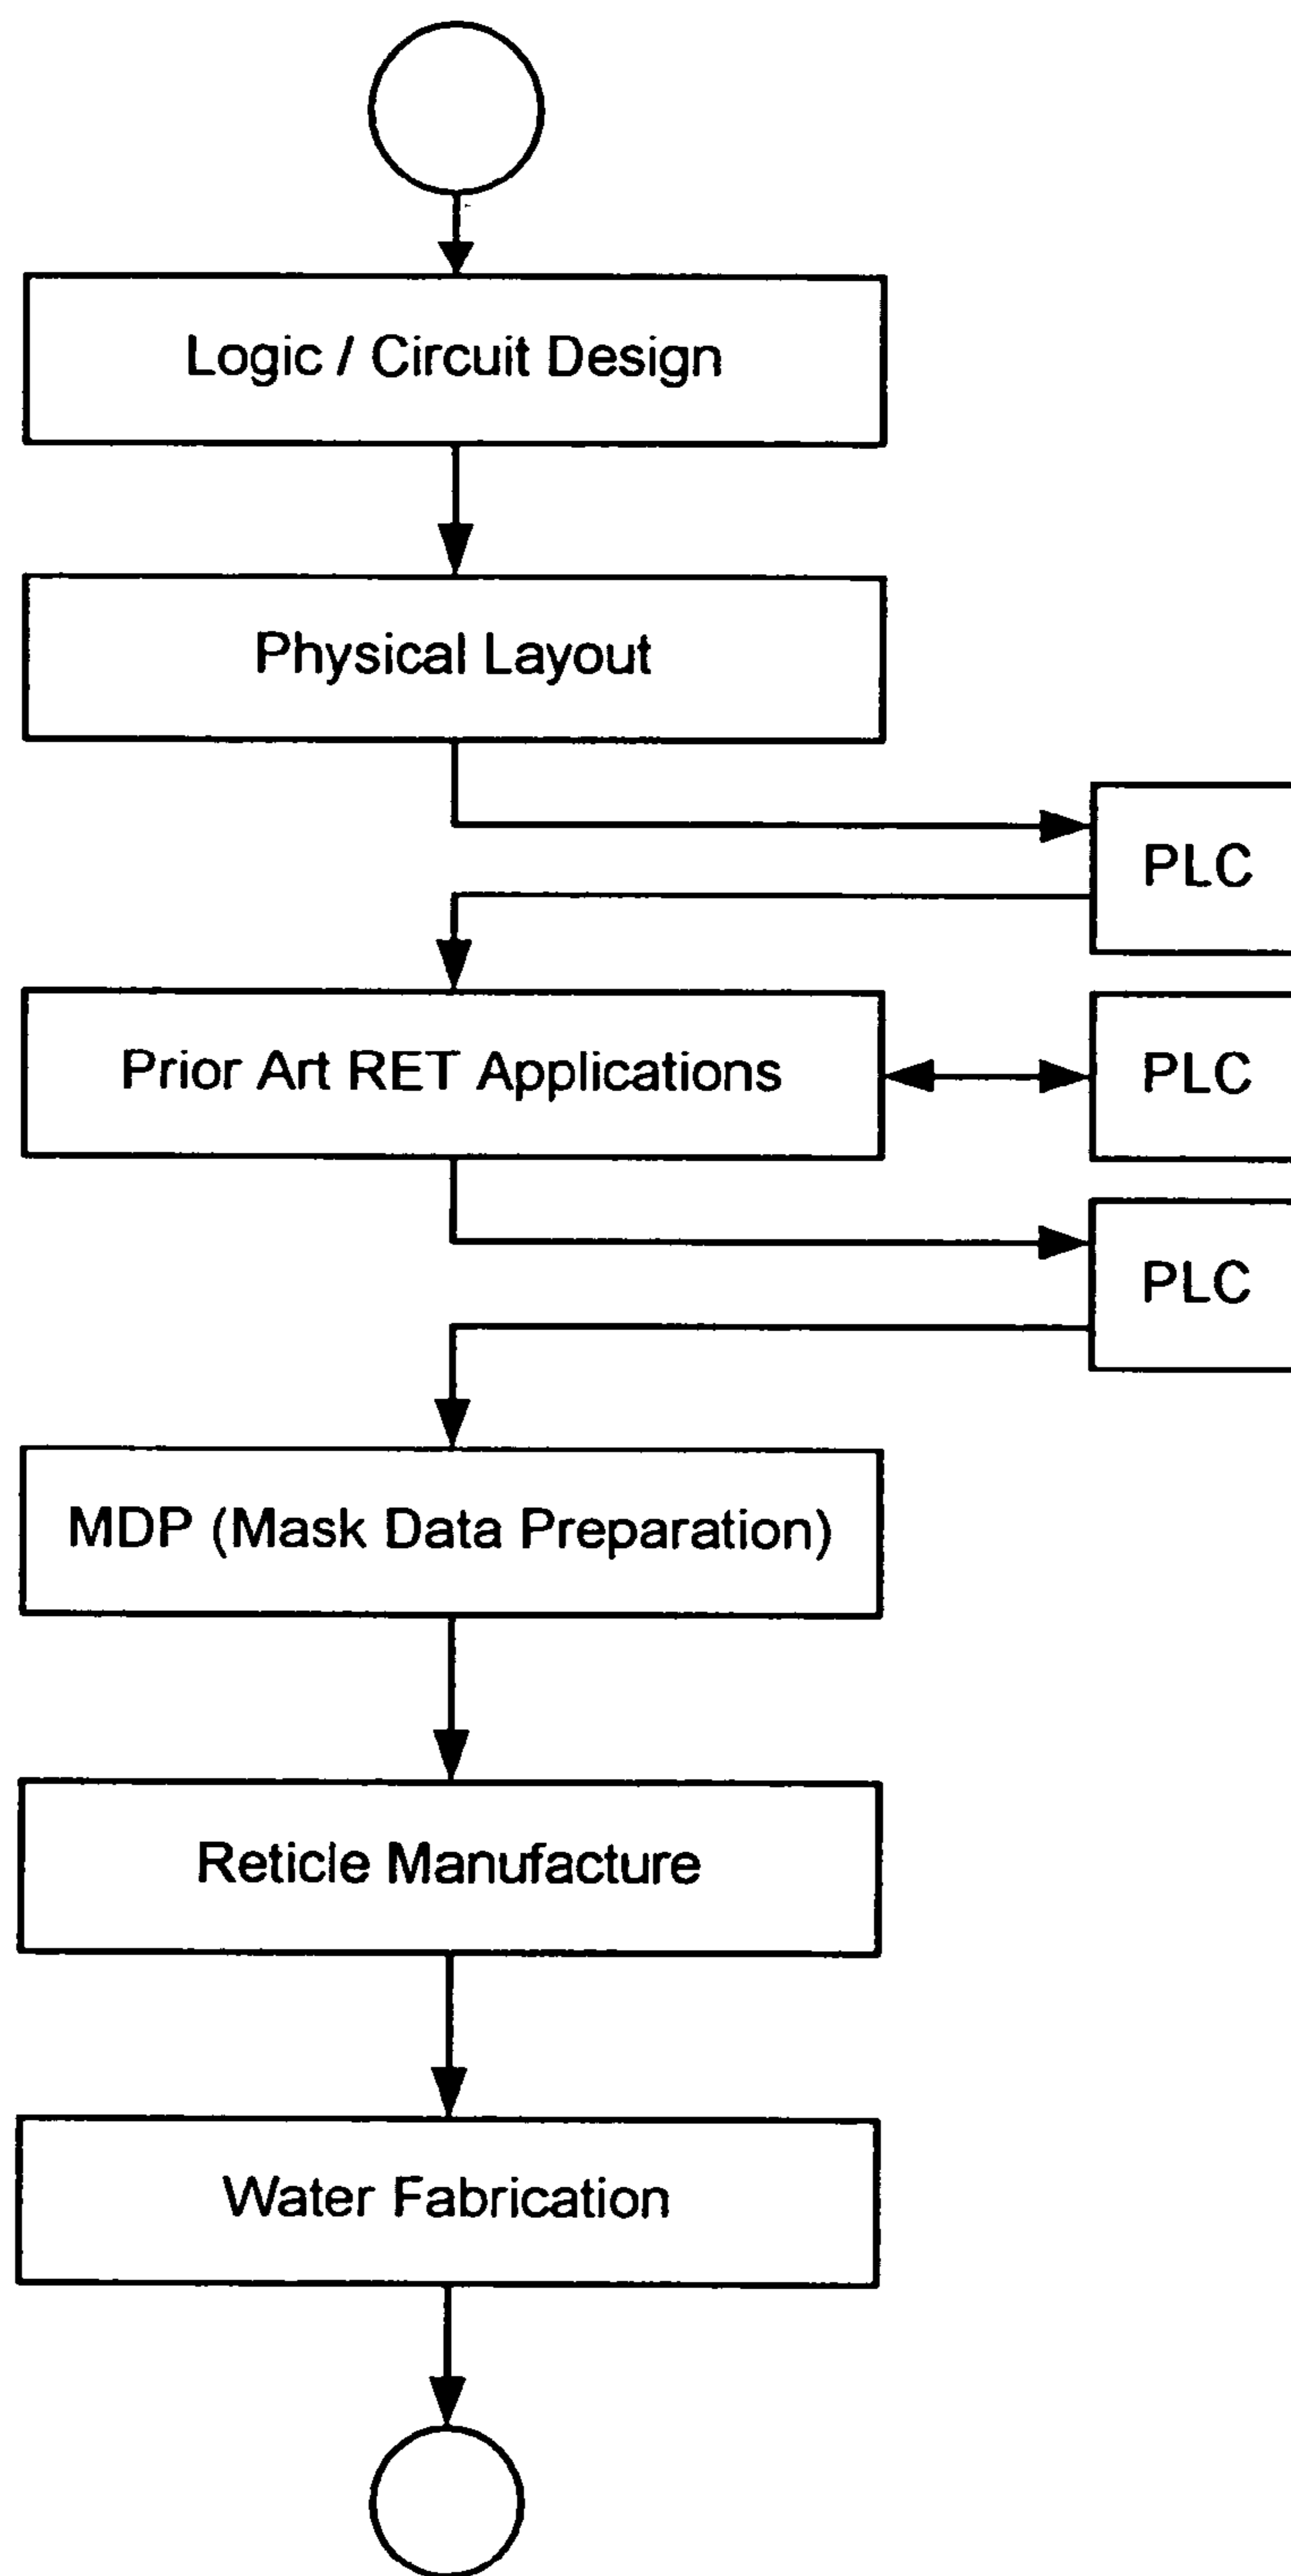 Logic / Circuit Design
Physical Layout
PLC
Prior Art RET Applications
PLC
PLC
MDP (Mask Data Preparation)
Reticle Manufacture
Water Fabrication